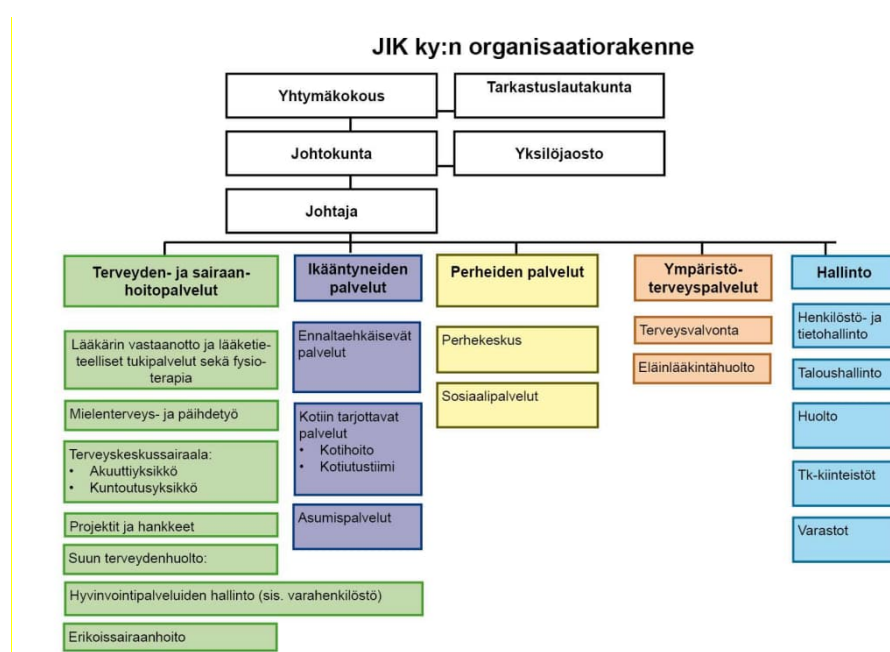 JIK ky:n organisaatiorakenne
Yhtymäkokous
Tarkastuslautakunta
Johtokunta
Yksilöjaosto
Johtaja
Terveyden- ja sairaan-
hoitopalvelut
Lääkärin vastaanotto ja lääketie-
teelliset tukipalvelut sekä fysio-
terapia
Mielenterveys- ja päihdetyö
Terveyskeskussairaala:
• Akuuttiyksikkö
• Kuntoutusyksikkö
Projektit ja hankkeet
Suun terveydenhuolto:
Hyvinvointipalveluiden hallinto (sis. varahenkilöstö)
Erikoissairaanhoito
Ikääntyneiden
palvelut
Ennaltaehkäisevät
palvelut
Kotiin tarjottavat
palvelut
• Kotihoito
• Kotiutustiimi
Asumispalvelut
Perheiden palvelut
Perhekeskus
Sosiaalipalvelut
Ympäristö-
terveyspalvelut
Terveysvalvonta
Eläinlääkintähuolto
Hallinto
Henkilöstö- ja
tietohallinto
Taloushallinto
Huolto
Tk-kiinteistöt
Varastot